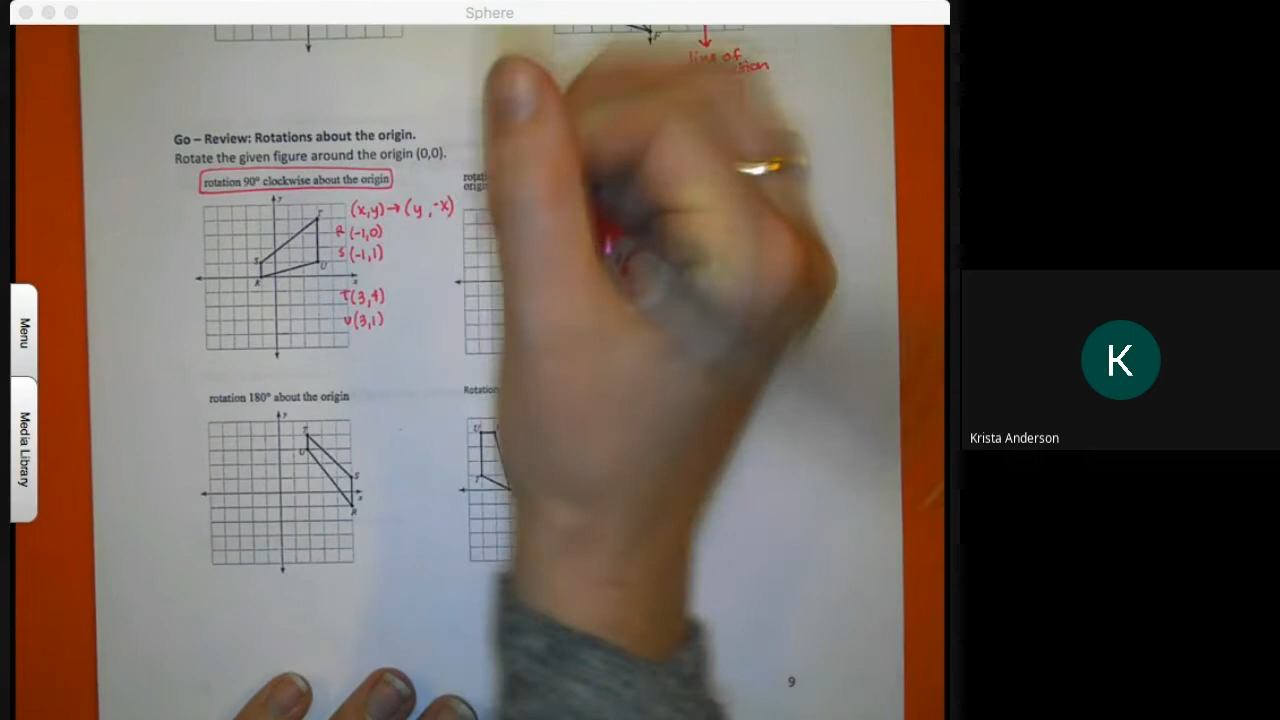 Sphere
line of
Go – Review: Rotations about the origin.
Rotate the given figure around the origin (0,0).
rotation 90° clockwise about the origin
(x,y)→(y,-x)
R (-1,0)
S (-1,1)
T(3,4)
U(3,1)
y
T
S
U
R
x
rotation 180° about the origin
Rotation
y
T
U
S
x
R
U
T
9
Menu
Media Library
K
Krista Anderson